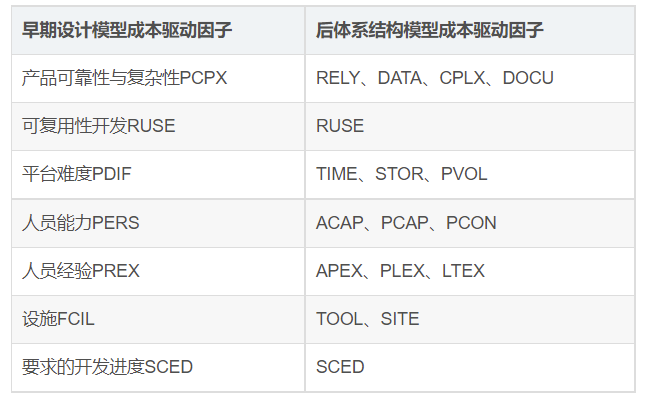 早期设计模型成本驱动因子 后体系结构模型成本驱动因子
产品可靠性与复杂性PCPX RELY、DATA、CPLX、DOCU
可复用性开发RUSE RUSE
平台难度PDIF TIME、STOR、PVOL
人员能力PERS ACAP、PCAP、PCON
人员经验PREX APEX、PLEX、LTEX
设施FCIL TOOL、SITE
要求的开发进度SCED SCED